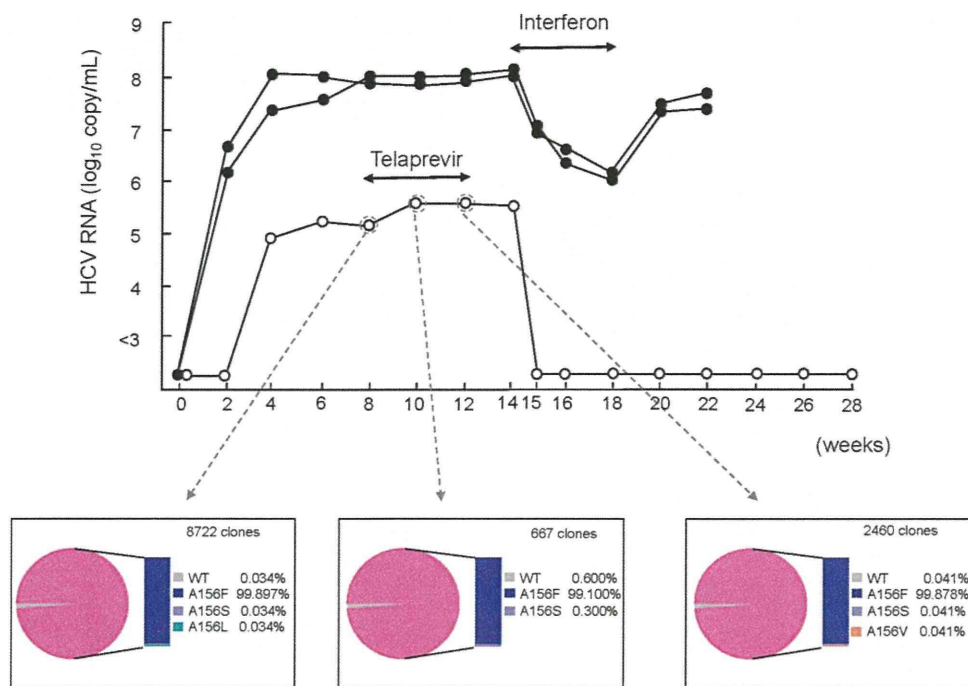 Interferon
Telaprevir
HCV RNA (log10 copy/mL)
9
8
7
6
5
4
<3
0 2 4 6 8 10 12 14 15 16 18 20 22 24 26 28
(weeks)
8722 clones
WT 0.034%
A156F 99.897%
A156S 0.034%
A156L 0.034%
667 clones
WT 0.600%
A156F 99.100%
A156S 0.300%
2460 clones
WT 0.041%
A156F 99.878%
A156S 0.041%
A156V 0.041%